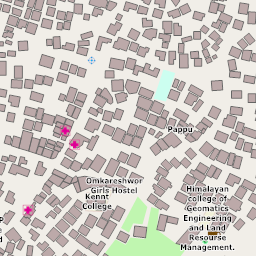 Pappu
Omkareshwor
Girls Hostel
Kennt
College
Himalayan
college of
Geomatics
Engineering
and Land
Resourse
Management.